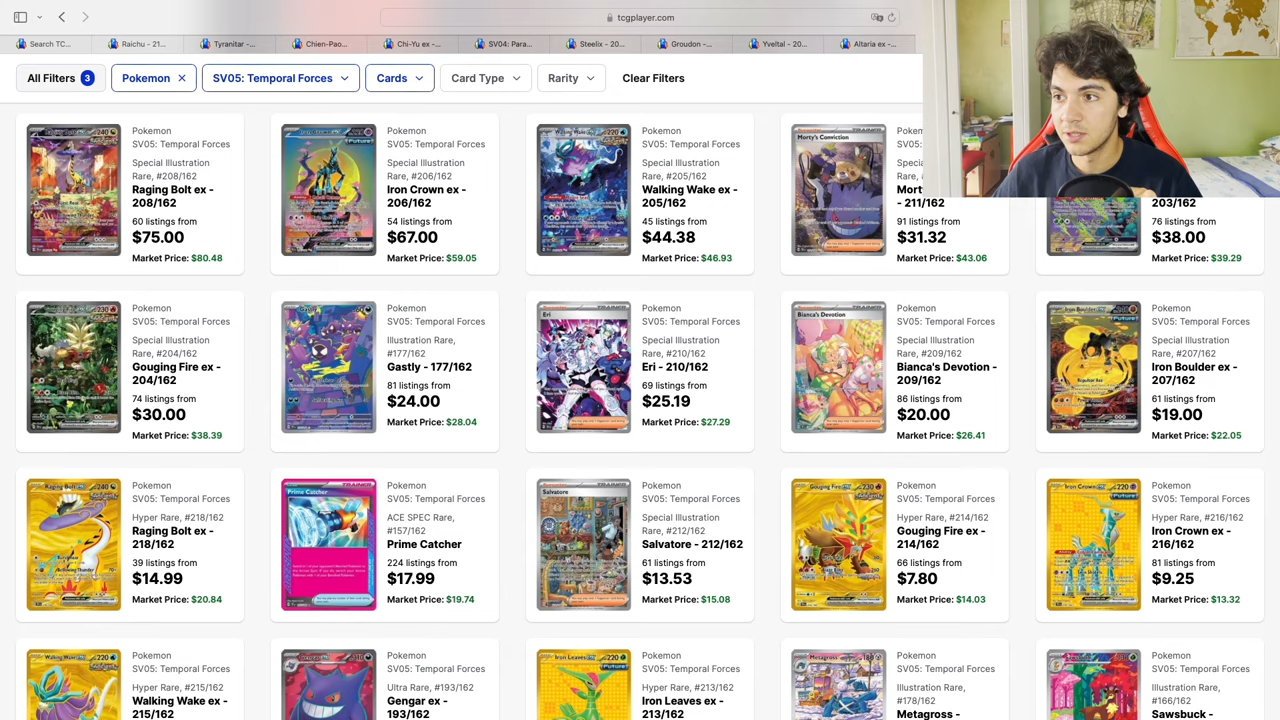 tcgplayer.com
Search TC...
Raichu - 21...
Tyranitar -...
Chien-Pao...
Chi-Yu ex -...
SV04: Para...
Steelix - 20...
Groudon -...
Yveltal - 20...
Altaria ex -...
All Filters 3
Pokemon ×
SV05: Temporal Forces
Cards
Card Type
Rarity
Clear Filters
Pokemon
SV05: Temporal Forces
Special Illustration
Rare, #208/162
Raging Bolt ex -
208/162
60 listings from
$75.00
Market Price: $80.48
Pokemon
SV05: Temporal Forces
Special Illustration
Rare, #206/162
Iron Crown ex -
206/162
54 listings from
$67.00
Market Price: $59.05
Pokemon
SV05: Temporal Forces
Special Illustration
Rare, #205/162
Walking Wake ex -
205/162
45 listings from
$44.38
Market Price: $46.93
Morty's Conviction
Pokem
SV05:
Specia
Rare,
Mort
- 211/162
91 listings from
$31.32
Market Price: $43.06
203/162
76 listings from
$38.00
Market Price: $39.29
Pokemon
SV05: Temporal Forces
Special Illustration
Rare, #204/162
Gouging Fire ex -
204/162
74 listings from
$30.00
Market Price: $38.39
Pokemon
SV05: Temporal Forces
Illustration Rare,
#177/162
Gastly - 177/162
81 listings from
$24.00
Market Price: $28.04
Eri
Pokemon
SV05: Temporal Forces
Special Illustration
Rare, #210/162
Eri - 210/162
69 listings from
$25.19
Market Price: $27.29
Bianca's Devotion
Pokemon
SV05: Temporal Forces
Special Illustration
Rare, #209/162
Bianca's Devotion -
209/162
86 listings from
$20.00
Market Price: $26.41
Pokemon
SV05: Temporal Forces
Special Illustration
Rare, #207/162
Iron Boulder ex -
207/162
61 listings from
$19.00
Market Price: $22.05
Pokemon
SV05: Temporal Forces
Hyper Rare, #218/162
Raging Bolt ex -
218/162
39 listings from
$14.99
Market Price: $20.84
Prime Catcher
Pokemon
SV05: Temporal Forces
ACE SPEC Rare,
#157/162
Prime Catcher
224 listings from
$17.99
Market Price: $19.74
Salvatore
Pokemon
SV05: Temporal Forces
Special Illustration
Rare, #212/162
Salvatore - 212/162
61 listings from
$13.53
Market Price: $15.08
Pokemon
SV05: Temporal Forces
Hyper Rare, #214/162
Gouging Fire ex -
214/162
66 listings from
$7.80
Market Price: $14.03
Pokemon
SV05: Temporal Forces
Hyper Rare, #216/162
Iron Crown ex -
216/162
81 listings from
$9.25
Market Price: $13.32
Pokemon
SV05: Temporal Forces
Hyper Rare, #215/162
Walking Wake ex -
215/162
Pokemon
SV05: Temporal Forces
Ultra Rare, #193/162
Gengar ex -
193/162
Pokemon
SV05: Temporal Forces
Hyper Rare, #213/162
Iron Leaves ex -
213/162
Pokemon
SV05: Temporal Forces
Illustration Rare,
#178/162
Metagross -
Pokemon
SV05: Temporal Forces
Illustration Rare,
#166/162
Sawsbuck -